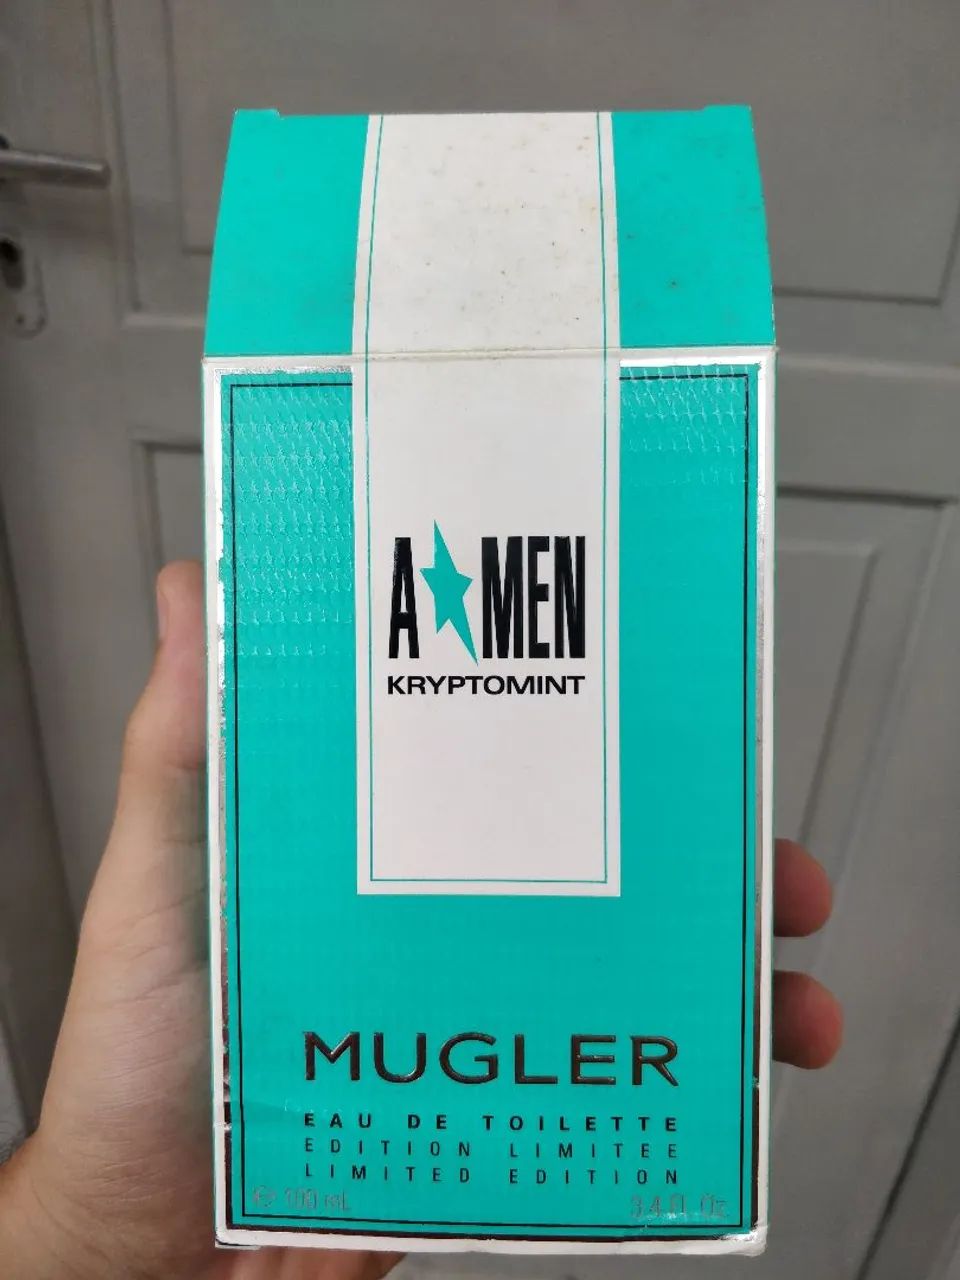 A MEN
KRYPTOMINT
MUGLER
EAU DE TOILETTE
EDITION LIMITEE
LIMITED EDITION
℮ 100 mL 3.4 Fl. Oz